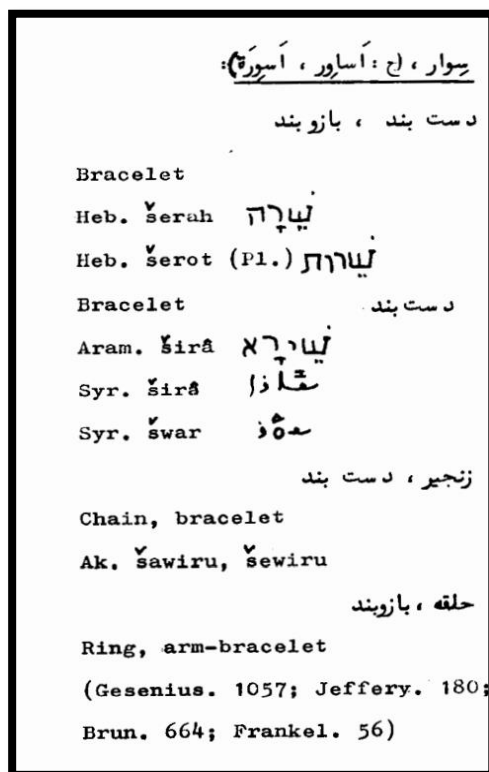 سِوار ، (ج : اَساوِر ، اَسوِرَة):
دست بند ، بازو بند
Bracelet
Heb. šerah שֵׁירָה
Heb. šerot (Pl.) שֵׁירוֹת
Bracelet دست بند
Aram. širâ שֵׁירָא
Syr. širâ
Syr. šwar
زنجیر ، دست بند
Chain, bracelet
Ak. šawiru, šewiru
حلقه ، بازوبند
Ring, arm-bracelet
(Gesenius. 1057; Jeffery. 180;
Brun. 664; Frankel. 56)